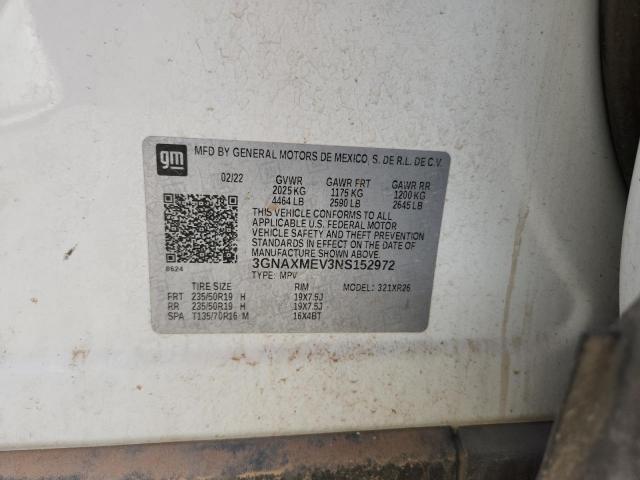 gm
MFD BY GENERAL MOTORS DE MEXICO, S. DE R.L. DE C.V.
02/22 GVWR GAWR FRT GAWR RR
2025 KG 1175 KG 1200 KG
4464 LB 2590 LB 2645 LB
THIS VEHICLE CONFORMS TO ALL
APPLICABLE U.S. FEDERAL MOTOR
VEHICLE SAFETY AND THEFT PREVENTION
STANDARDS IN EFFECT ON THE DATE OF
MANUFACTURE SHOWN ABOVE.
8624 3GNAXMEV3NS152972
TYPE: MPV
TIRE SIZE RIM MODEL: 321XR26
FRT 235/50R19 H 19X7.5J
RR 235/50R19 H 19X7.5J
SPA T135/70R16 M 16X4BT